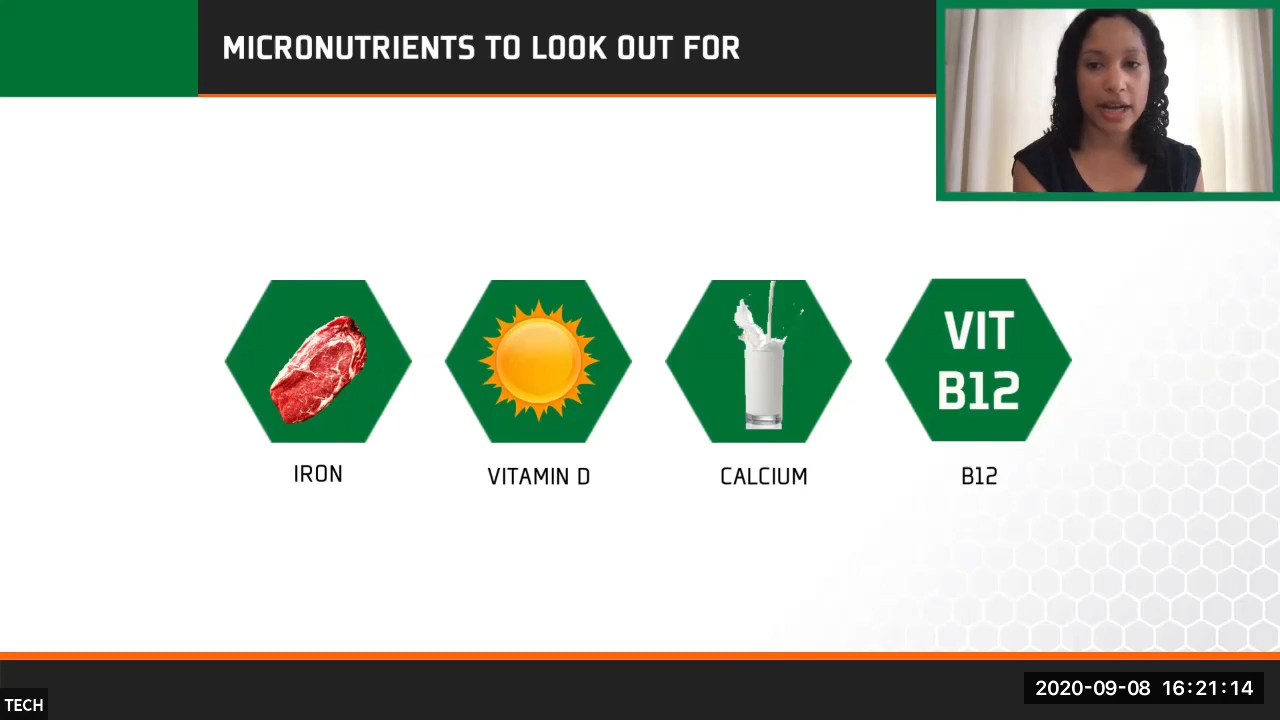 MICRONUTRIENTS TO LOOK OUT FOR
VIT
B12
IRON
VITAMIN D
CALCIUM
B12
TECH
2020-09-08 16:21:14